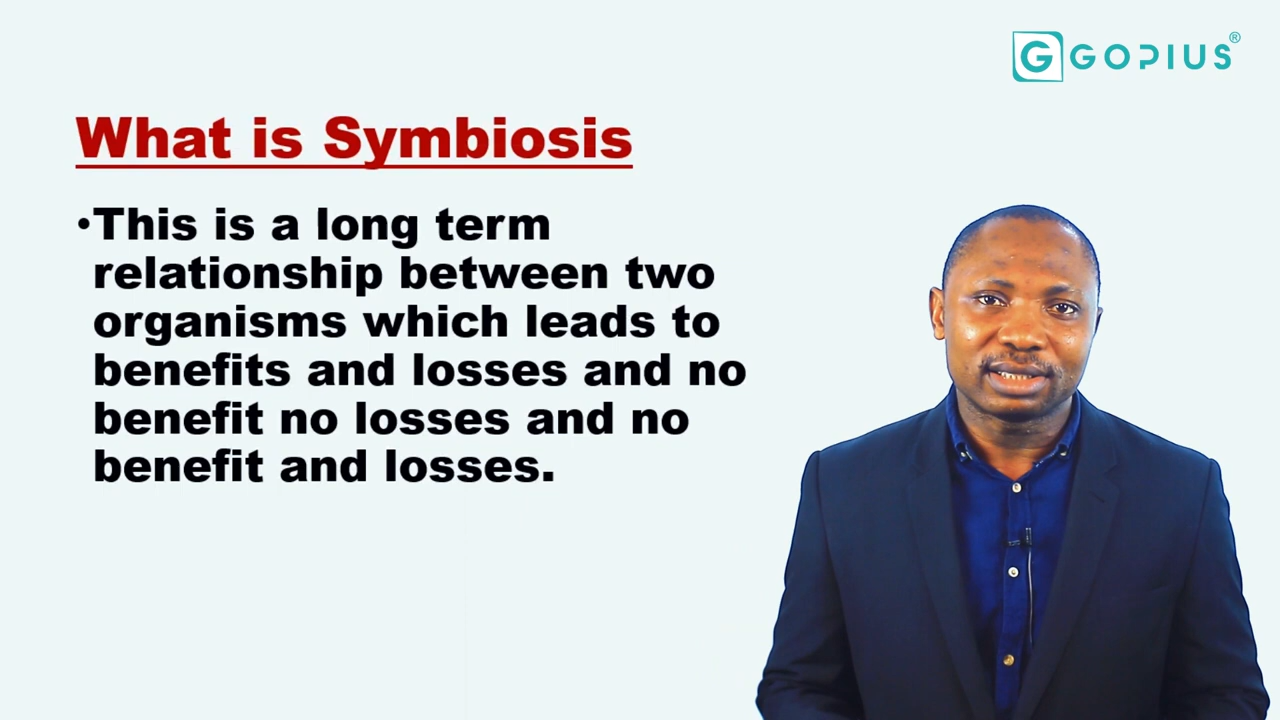 G GOPIUS®
What is Symbiosis
•This is a long term
relationship between two
organisms which leads to
benefits and losses and no
benefit no losses and no
benefit and losses.